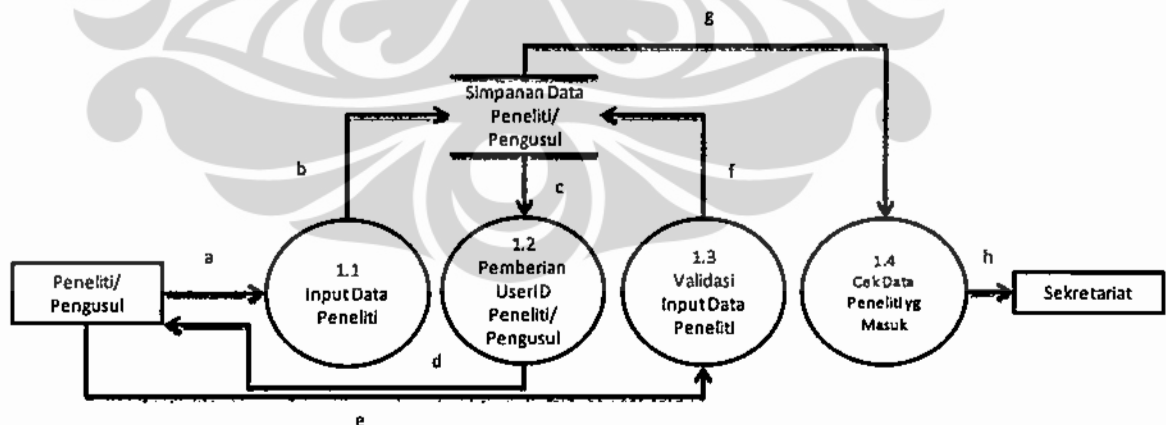 g
Simpanan Data
Peneliti/
Pengusul
b
c
f
a
Peneliti/
Pengusul
1.1
Input Data
Peneliti
1.2
Pemberian
UserID
Peneliti/
Pengusul
1.3
Validasi
Input Data
Peneliti
1.4
Cek Data
Peneliti yg
Masuk
h
Sekretariat
d
e